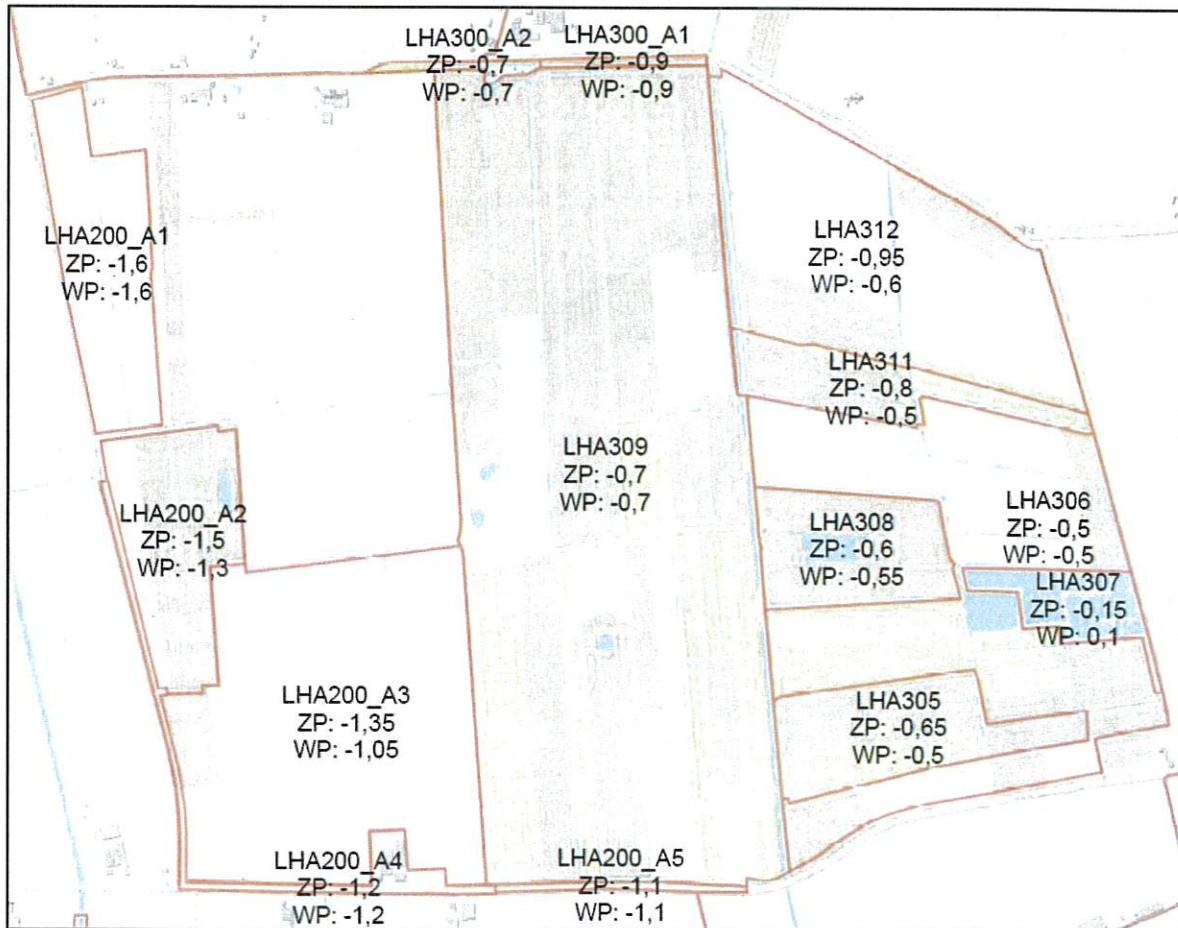 LHA300_A2
ZP: -0,7
WP: -0,7
LHA300_A1
ZP: -0,9
WP: -0,9
LHA200_A1
ZP: -1,6
WP: -1,6
LHA312
ZP: -0,95
WP: -0,6
LHA311
ZP: -0,8
WP: -0,5
LHA309
ZP: -0,7
WP: -0,7
LHA200_A2
ZP: -1,5
WP: -1,3
LHA308
ZP: -0,6
WP: -0,55
LHA306
ZP: -0,5
WP: -0,5
LHA307
ZP: -0,15
WP: 0,1
LHA200_A3
ZP: -1,35
WP: -1,05
LHA305
ZP: -0,65
WP: -0,5
LHA200_A4
ZP: -1,2
WP: -1,2
LHA200_A5
ZP: -1,1
WP: -1,1